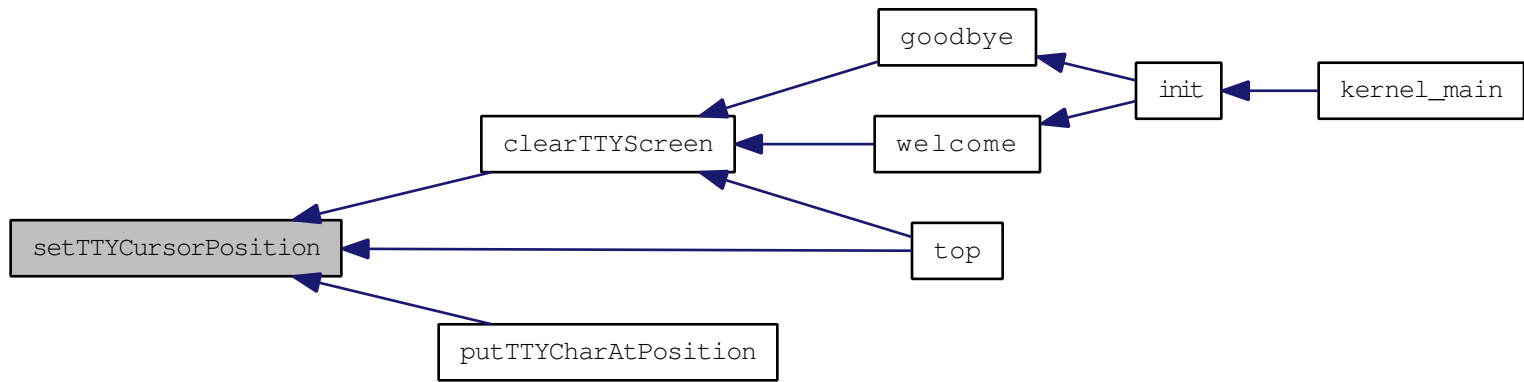 goodbye
init
kernel_main
clearTTYScreen
welcome
setTTYCursorPosition
top
putTTYCharAtPosition